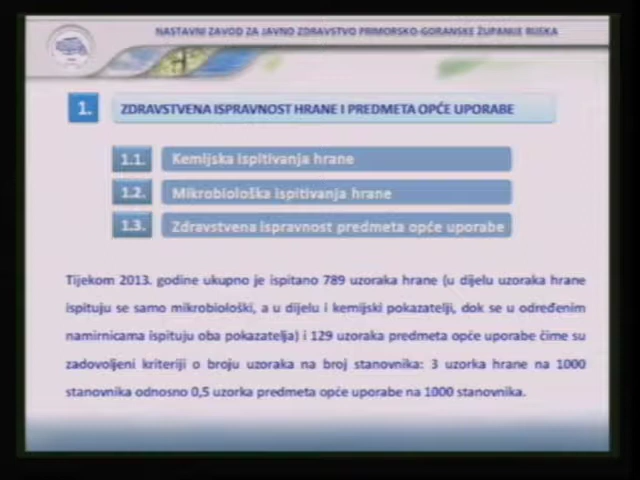 NASTAVNI ZAVOD ZA JAVNO ZDRAVSTVO PRIMORSKO-GORANSKE ŽUPANIJE RIJEKA
1. ZDRAVSTVENA ISPRAVNOST HRANE I PREDMETA OPĆE UPORABE
1.1. Kemijska ispitivanja hrane
1.2. Mikrobiološka ispitivanja hrane
1.3. Zdravstvena ispravnost predmeta opće uporabe
Tijekom 2013. godine ukupno je ispitano 789 uzoraka hrane (u dijelu uzoraka hrane
ispituju se samo mikrobiološki, a u dijelu i kemijski pokazatelji, dok se u određenim
namirnicama ispituju oba pokazatelja) i 129 uzoraka predmeta opće uporabe čime su
zadovoljeni kriteriji o broju uzoraka na broj stanovnika: 3 uzorka hrane na 1000
stanovnika odnosno 0,5 uzorka predmeta opće uporabe na 1000 stanovnika.